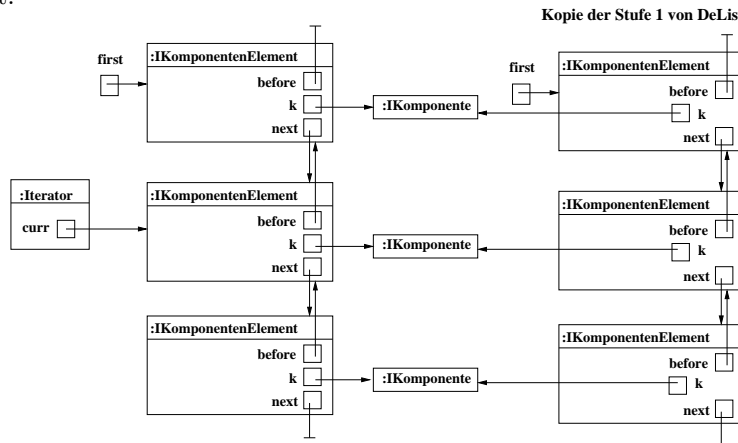 Kopie der Stufe 1 von DeLis
first
:IKomponentenElement
before
k
next
:IKomponente
first
:IKomponentenElement
before
k
next
:Iterator
curr
:IKomponentenElement
before
k
next
:IKomponente
:IKomponentenElement
before
k
next
:IKomponentenElement
before
k
next
:IKomponente
:IKomponentenElement
before
k
next